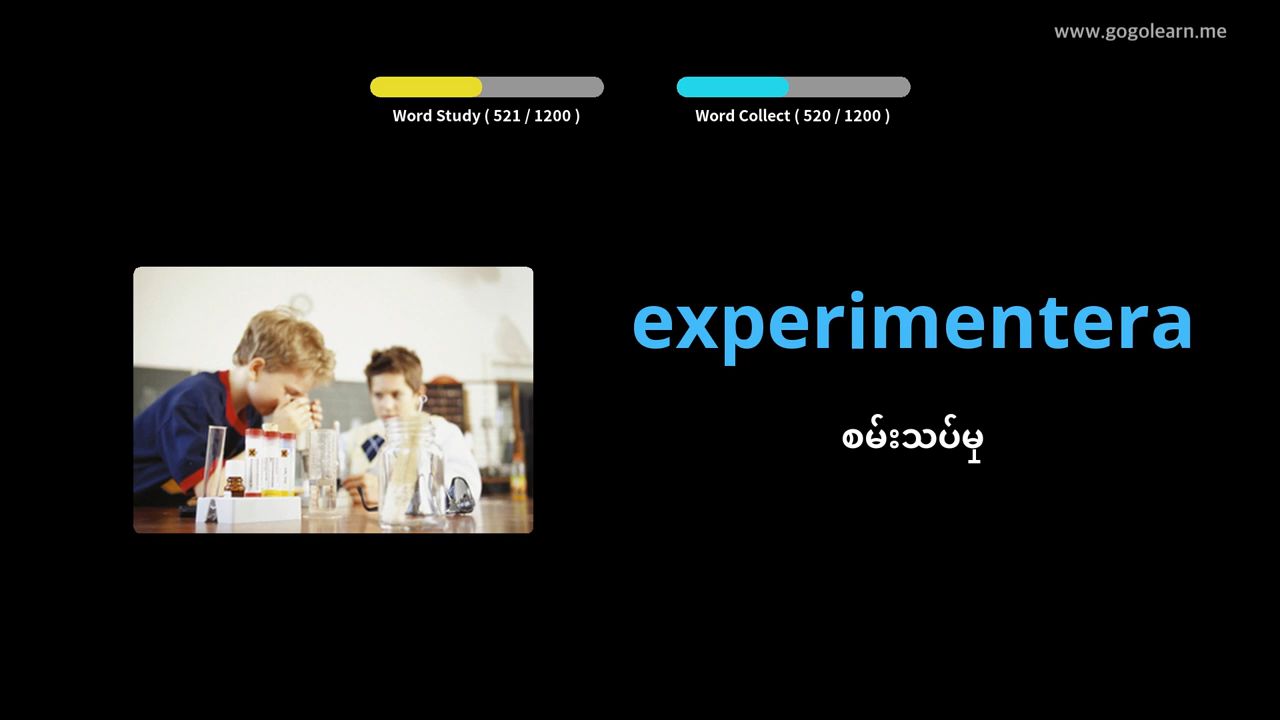 www.gogolearn.me
Word Study ( 521 / 1200 )
Word Collect ( 520 / 1200 )
experimentera
စမ်းသပ်မှု